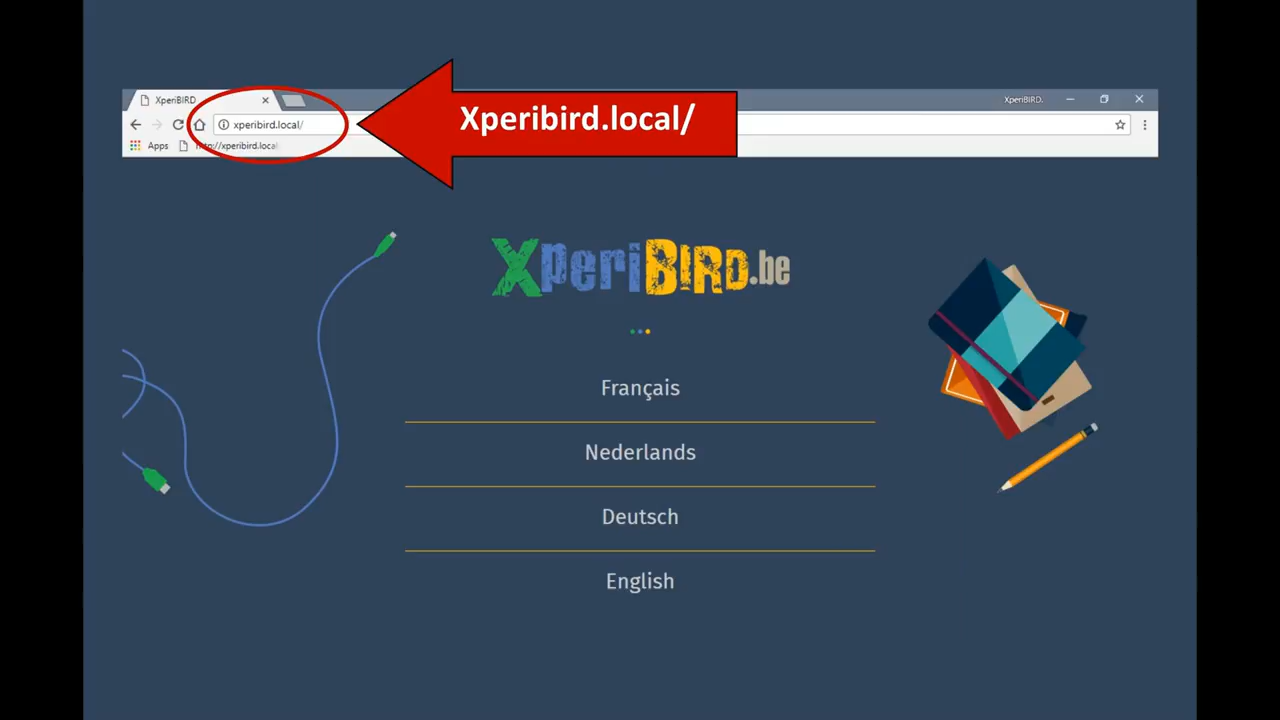 XperiBIRD
XperiBIRD.
xperibird.local/
Xperibird.local/
Apps
http://xperibird.local
XperiBIRD.be
Français
Nederlands
Deutsch
English